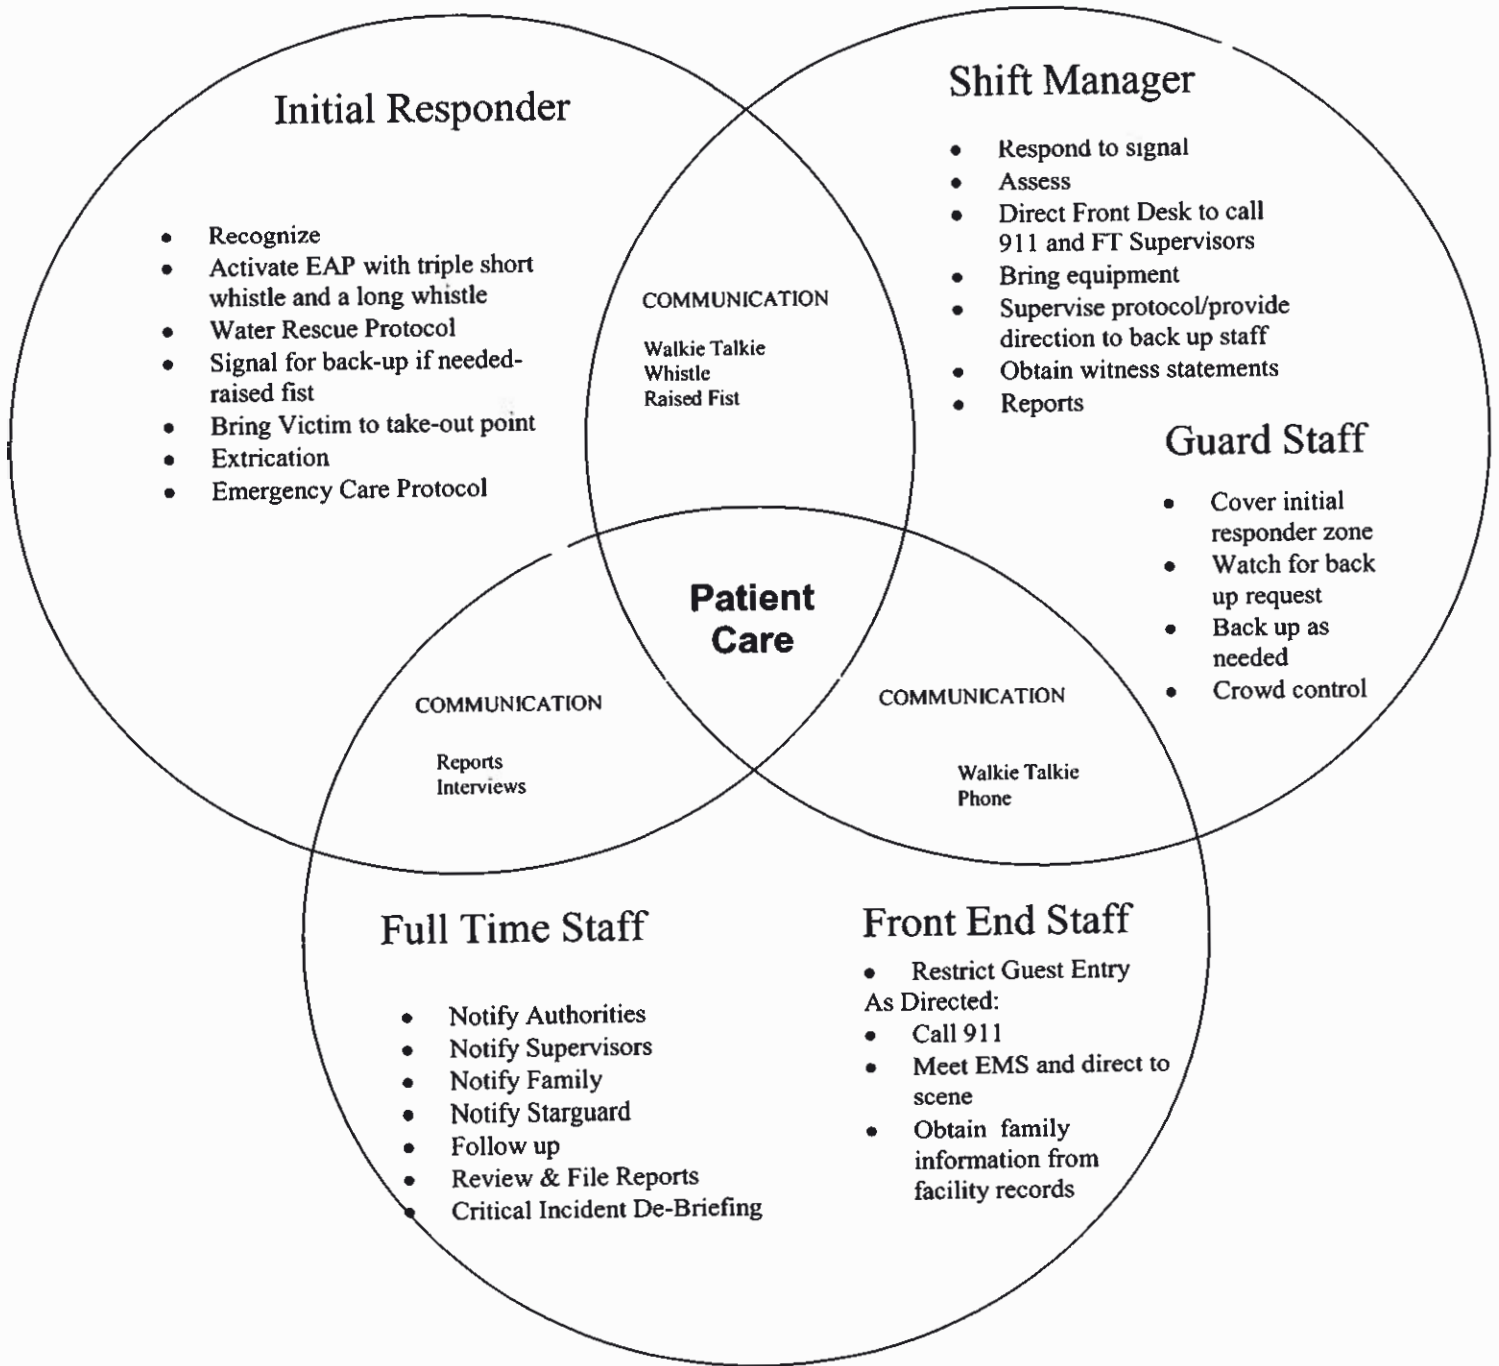 Initial Responder
• Recognize
• Activate EAP with triple short
whistle and a long whistle
• Water Rescue Protocol
• Signal for back-up if needed-
raised fist
• Bring Victim to take-out point
• Extrication
• Emergency Care Protocol
COMMUNICATION
Walkie Talkie
Whistle
Raised Fist
Shift Manager
• Respond to signal
• Assess
• Direct Front Desk to call
911 and FT Supervisors
• Bring equipment
• Supervise protocol/provide
direction to back up staff
• Obtain witness statements
• Reports
Guard Staff
• Cover initial
responder zone
• Watch for back
up request
• Back up as
needed
• Crowd control
Patient
Care
COMMUNICATION
Reports
Interviews
COMMUNICATION
Walkie Talkie
Phone
Full Time Staff
• Notify Authorities
• Notify Supervisors
• Notify Family
• Notify Starguard
• Follow up
• Review & File Reports
• Critical Incident De-Briefing
Front End Staff
• Restrict Guest Entry
As Directed:
• Call 911
• Meet EMS and direct to
scene
• Obtain family
information from
facility records